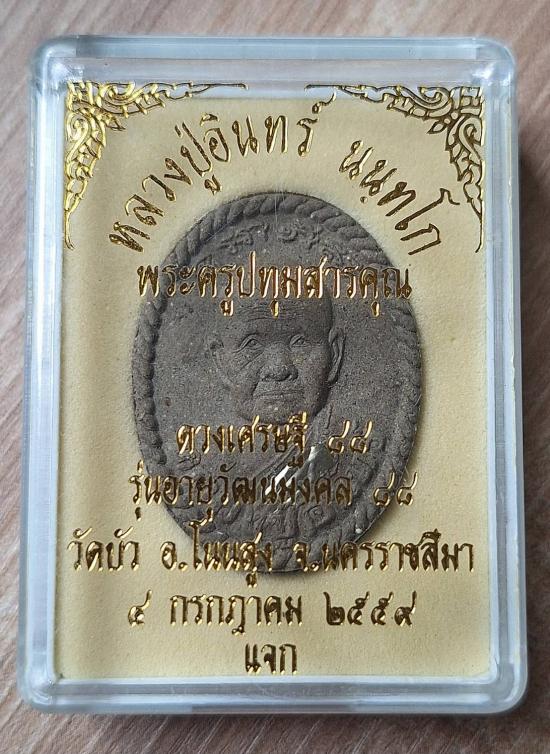 หลวงปู่อินทร์ นนฺทโก
พระครูปทุมสารคุณ
ดวงเศรษฐี ๘๘
รุ่นอายุวัฒนมงคล ๘๘
วัดบัว อ.โนนสูง จ.นครราชสีมา
๔ กรกฎาคม ๒๕๕๙
แจก